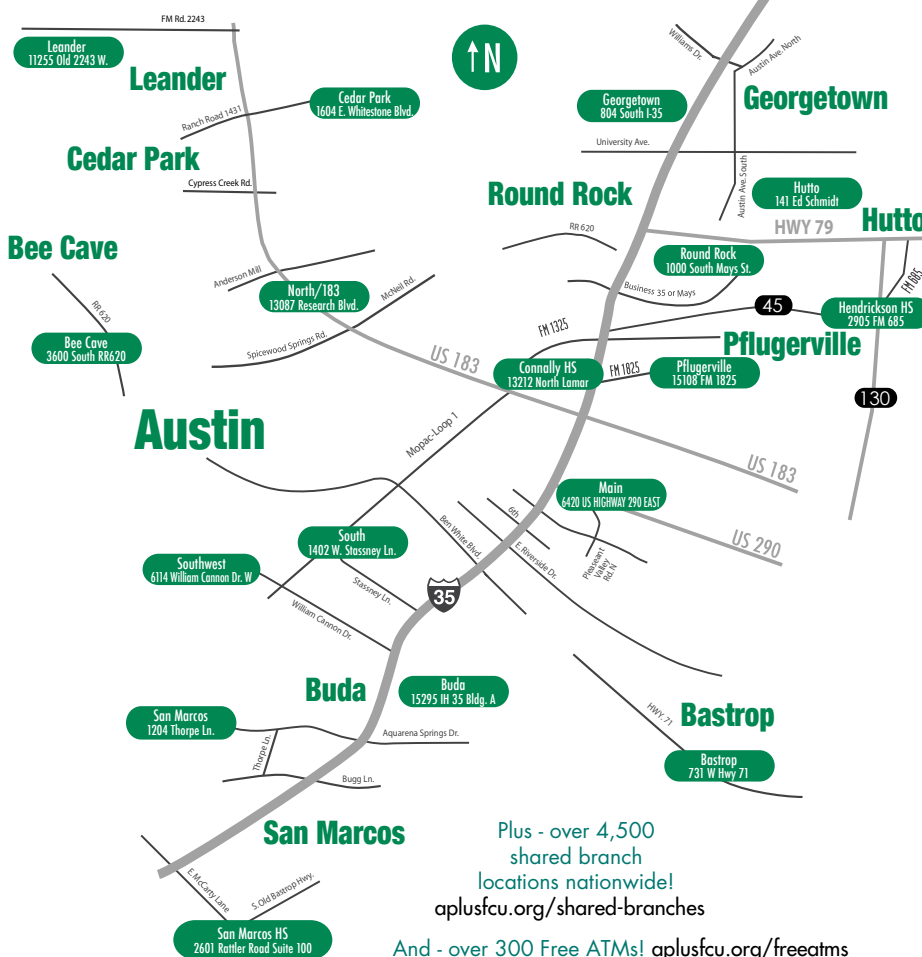 FM Rd. 2243
Leander
11255 Old 2243 W.
Leander
Ranch Road 1431
Cedar Park
1604 E. Whitestone Blvd.
Cedar Park
Cypress Creek Rd.
N
Williams Dr.
Austin Ave. North
Georgetown
804 South I-35
Georgetown
University Ave.
Austin Ave. South
Round Rock
Hutto
141 Ed Schmidt
Hutto
HWY 79
RR 620
Round Rock
1000 South Mays St.
Business 35 or Mays
FM 685
45
Hendrickson HS
2905 FM 685
Bee Cave
RR 620
Bee Cave
3600 South RR620
Anderson Mill
North/183
13087 Research Blvd.
McNeil Rd.
Spicewood Springs Rd.
US 183
FM 1325
Pflugerville
Connally HS
13212 North Lamar
FM 1825
Pflugerville
15108 FM 1825
130
Austin
Mopac-Loop 1
US 183
Main
6420 US HIGHWAY 290 EAST
US 290
6th
Ben White Blvd.
E. Riverside Dr.
Pleaseant
Valley
Rd. N
South
1402 W. Stassney Ln.
Southwest
6114 William Cannon Dr. W
Stassney Ln.
William Cannon Dr.
35
Buda
Buda
15295 IH 35 Bldg. A
San Marcos
1204 Thorpe Ln.
Thorpe Ln.
Aquarena Springs Dr.
Bugg Ln.
HWY. 71
Bastrop
Bastrop
731 W Hwy 71
San Marcos
E. McCarty Lane
S. Old Bastrop Hwy.
San Marcos HS
2601 Rattler Road Suite 100
Plus - over 4,500
shared branch
locations nationwide!
aplusfcu.org/shared-branches
And - over 300 Free ATMs! aplusfcu.org/freeatms